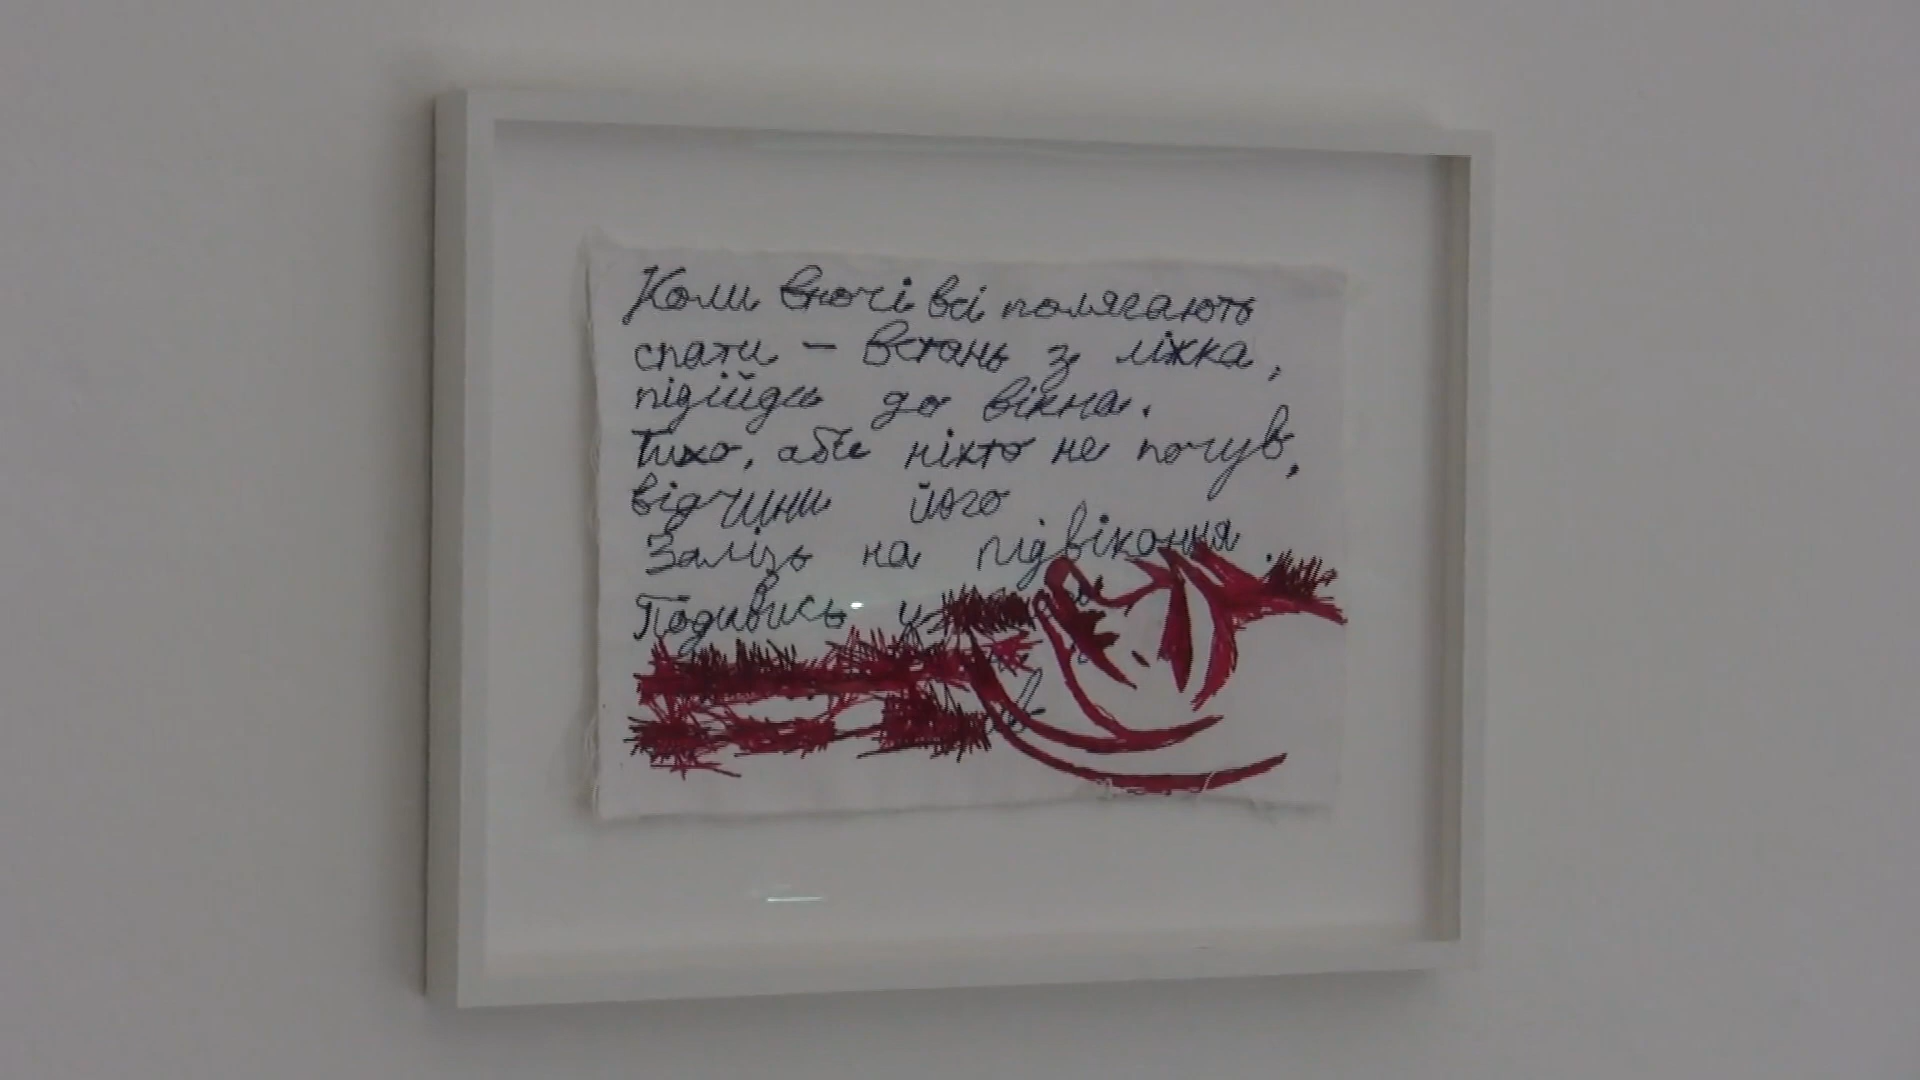 Коли вночі всі полягають
спати – встань з ліжка,
підійди до вікна.
Тихо, аби ніхто не почув,
відчини його
Залізь на підвіконня.
Подивись у